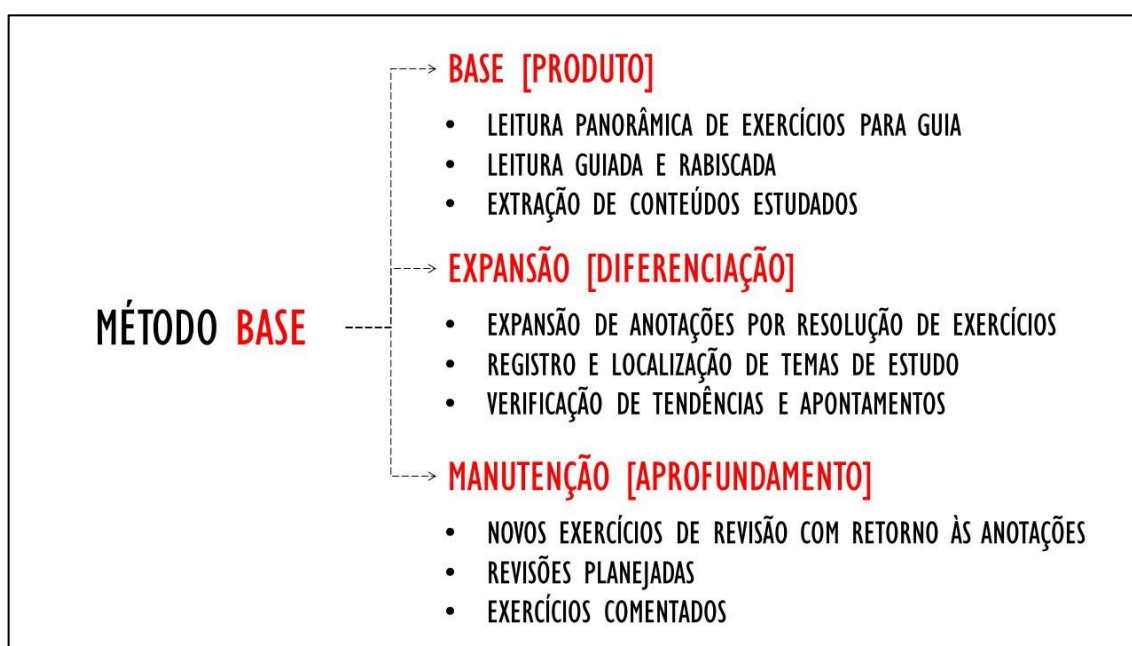 BASE [PRODUTO]
• LEITURA PANORÂMICA DE EXERCÍCIOS PARA GUIA
• LEITURA GUIADA E RABISCADA
• EXTRAÇÃO DE CONTEÚDOS ESTUDADOS
EXPANSÃO [DIFERENCIAÇÃO]
• EXPANSÃO DE ANOTAÇÕES POR RESOLUÇÃO DE EXERCÍCIOS
MÉTODO BASE
• REGISTRO E LOCALIZAÇÃO DE TEMAS DE ESTUDO
• VERIFICAÇÃO DE TENDÊNCIAS E APONTAMENTOS
MANUTENÇÃO [APROFUNDAMENTO]
• NOVOS EXERCÍCIOS DE REVISÃO COM RETORNO ÀS ANOTAÇÕES
• REVISÕES PLANEJADAS
• EXERCÍCIOS COMENTADOS